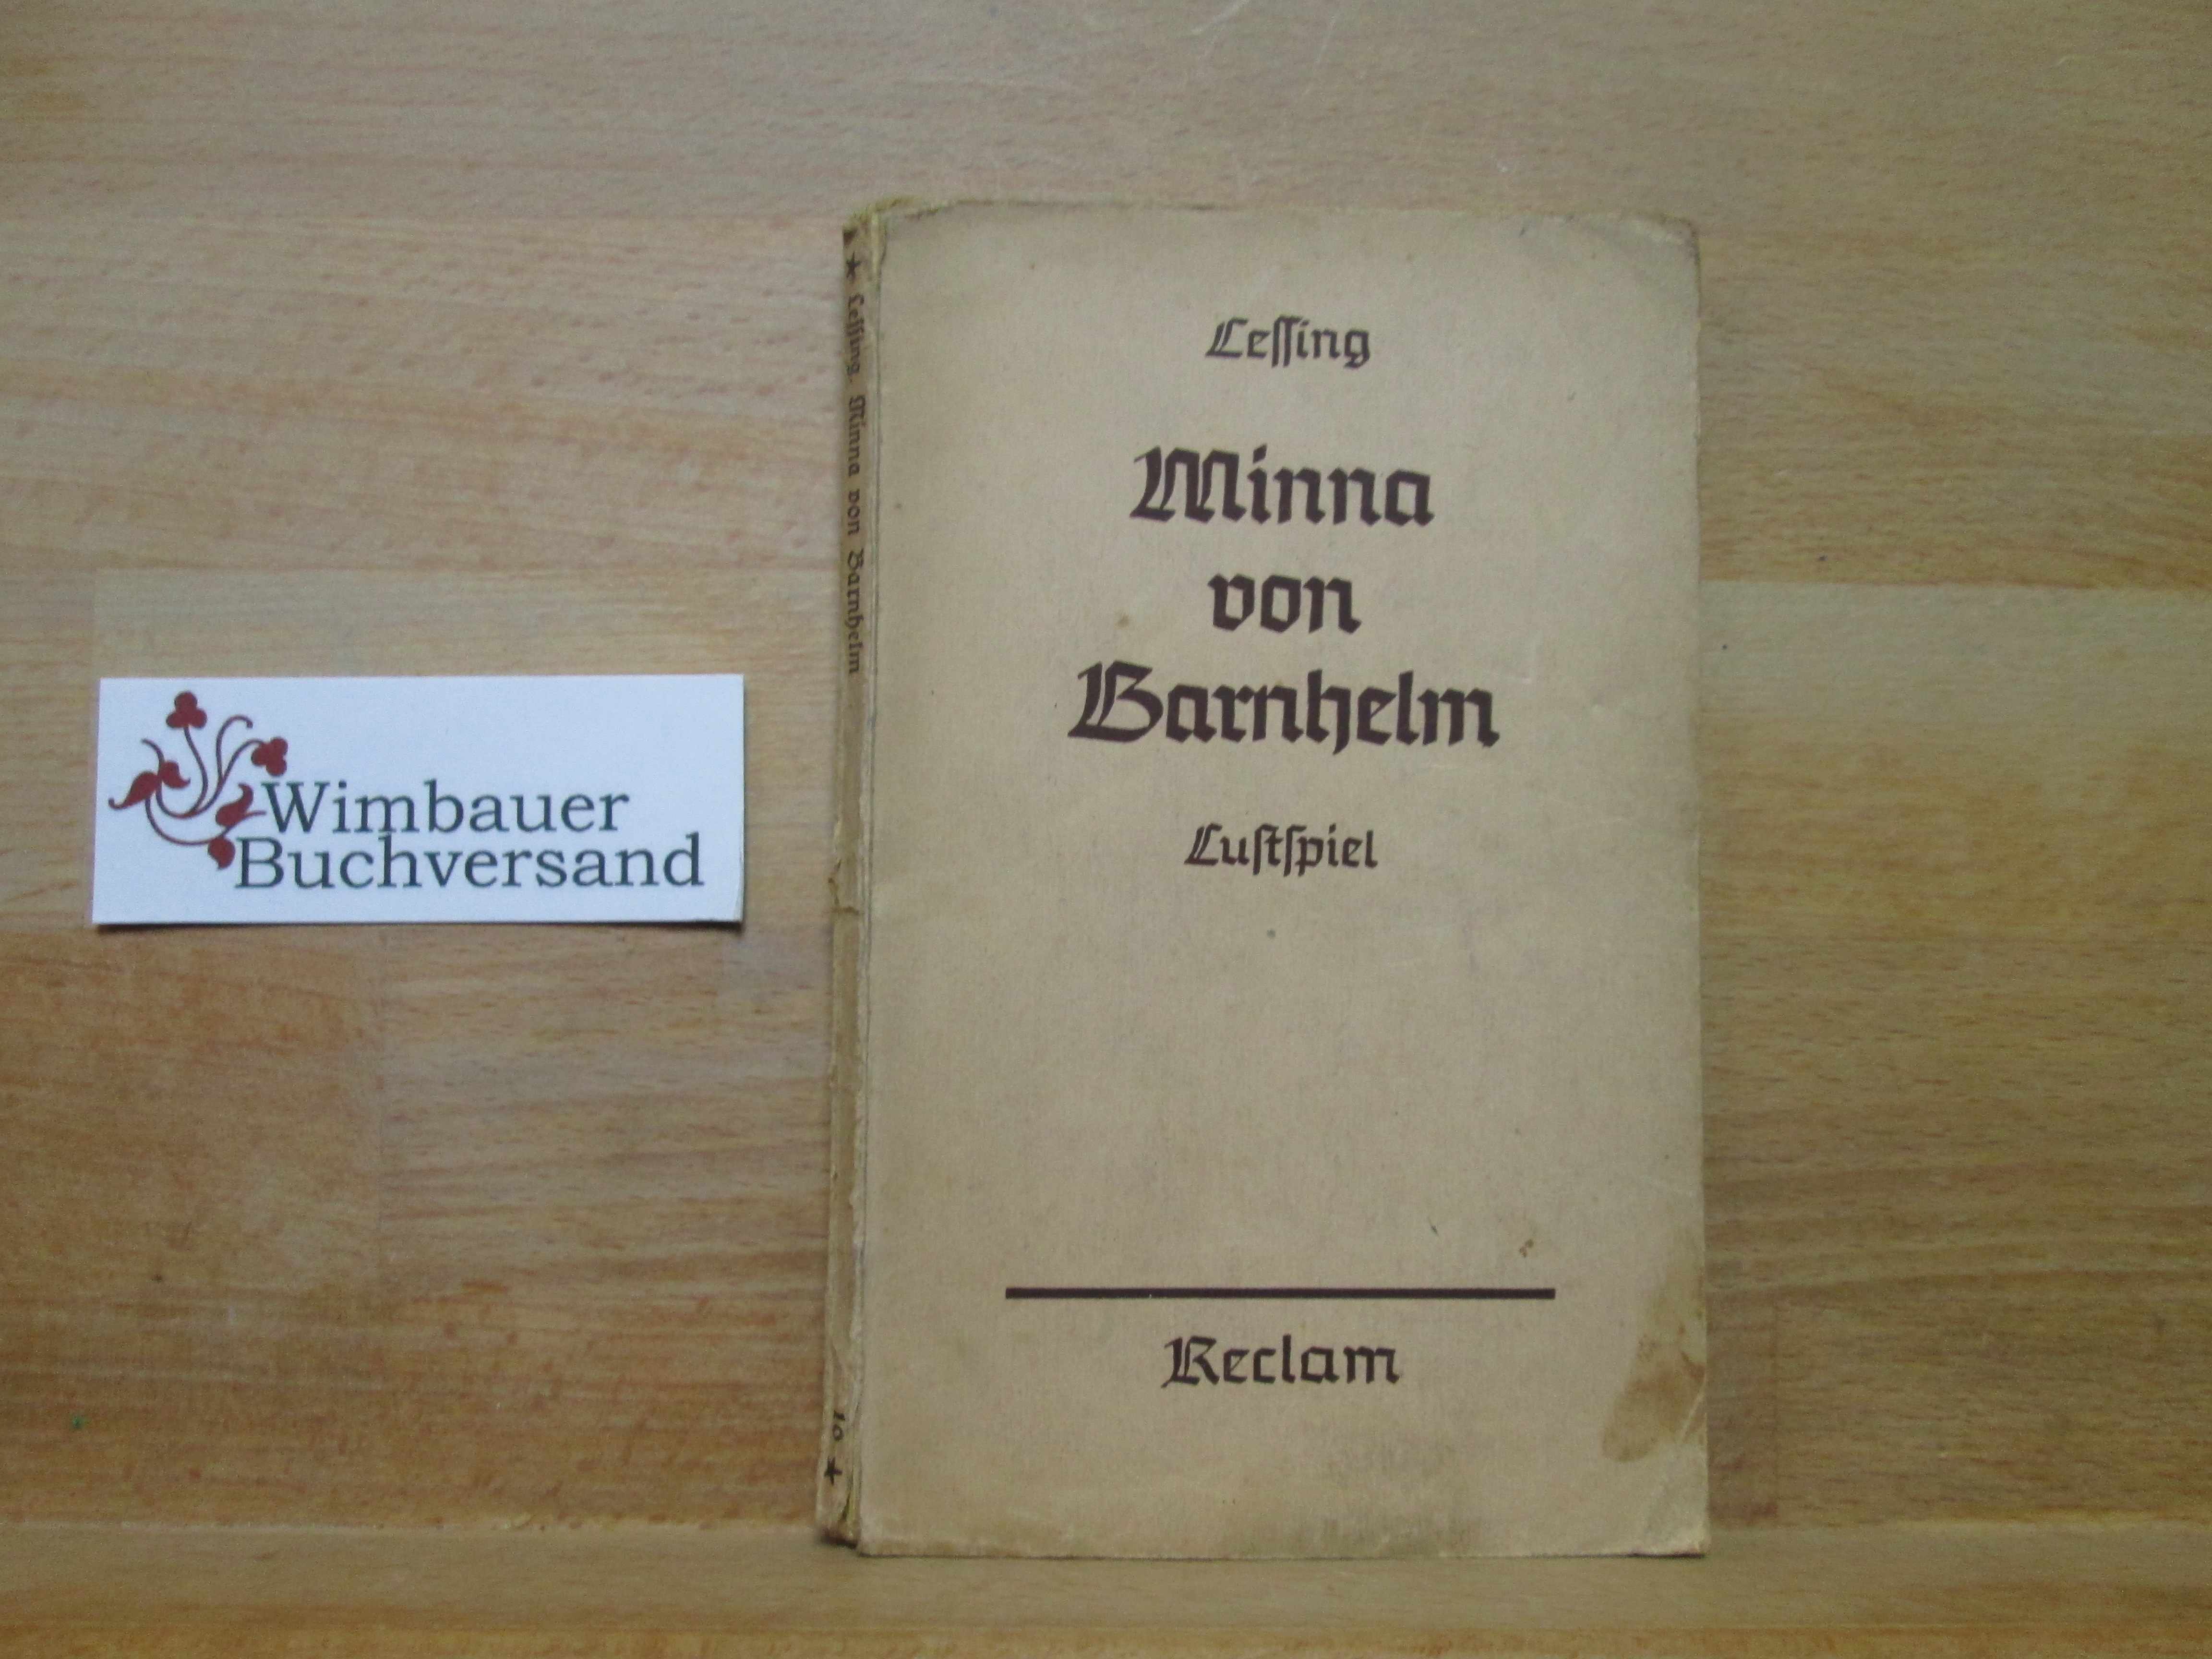 Wimbauer
Buchversand
★ Lessing, Minna von Barnhelm
10 ★
Leſſing
Minna
von
Barnhelm
Luſtſpiel
Reclam